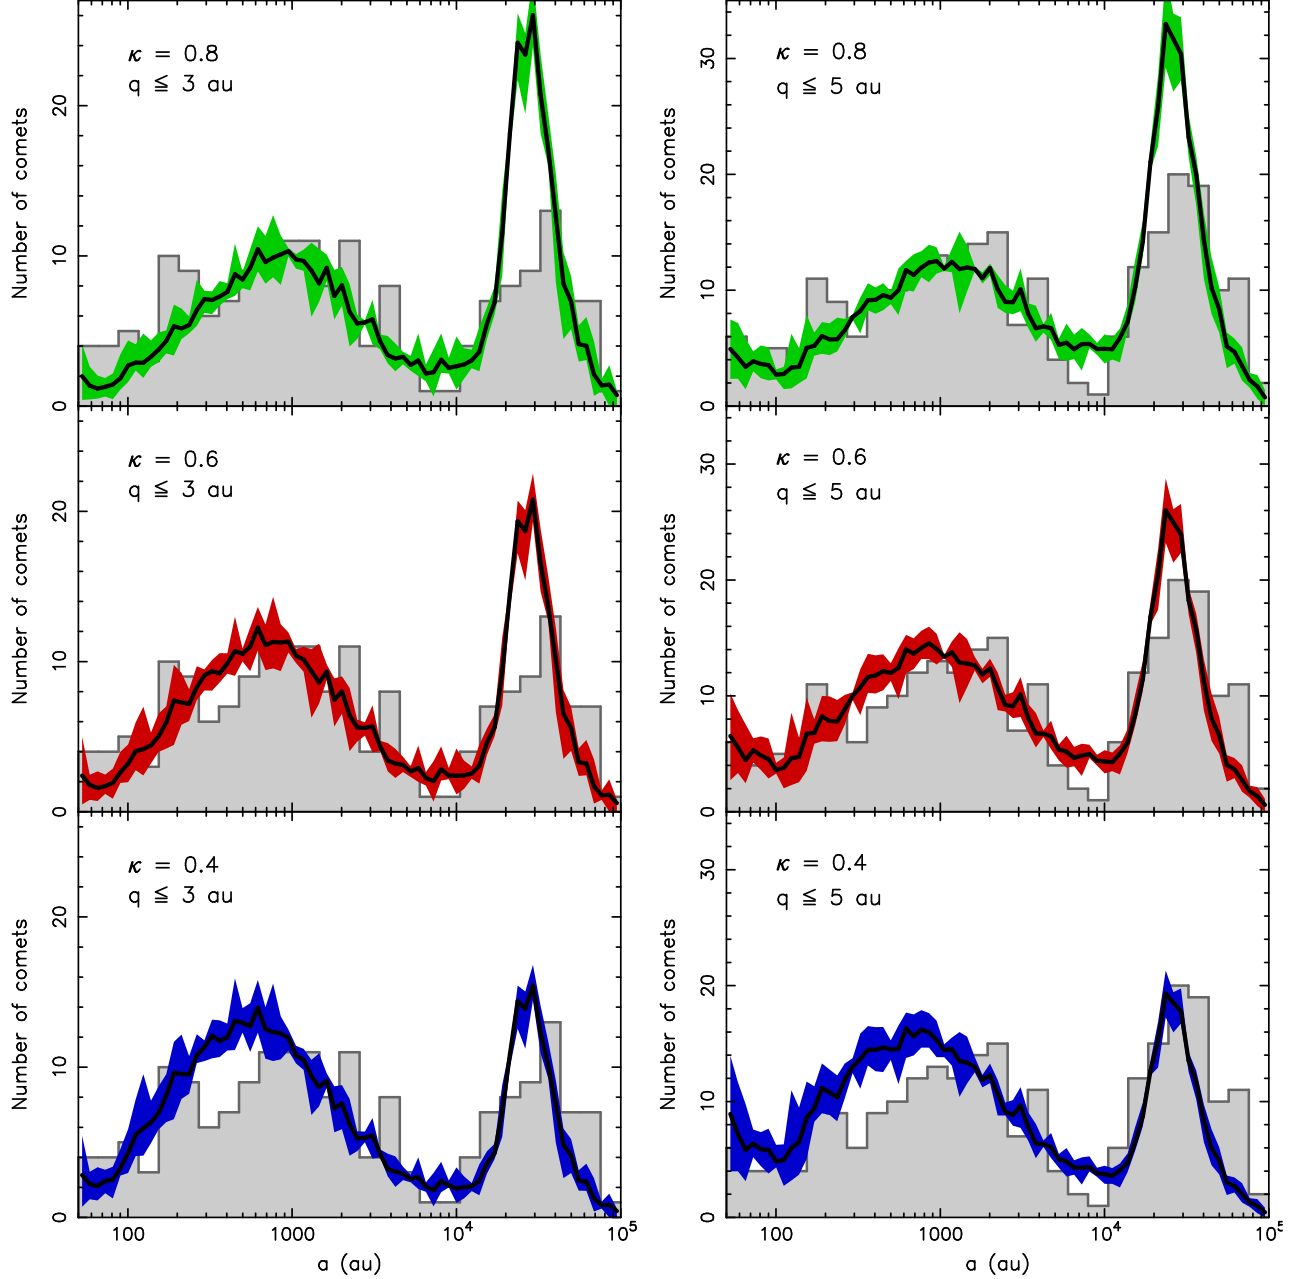 κ = 0.8
q ≦ 3 au
20
10
0
Number of comets
κ = 0.8
q ≦ 5 au
30
20
10
0
Number of comets
κ = 0.6
q ≦ 3 au
20
10
0
Number of comets
κ = 0.6
q ≦ 5 au
30
20
10
0
Number of comets
κ = 0.4
q ≦ 3 au
20
10
0
Number of comets
100 1000 10⁴ 10⁵
a (au)
κ = 0.4
q ≦ 5 au
30
20
10
0
Number of comets
100 1000 10⁴ 10⁵
a (au)